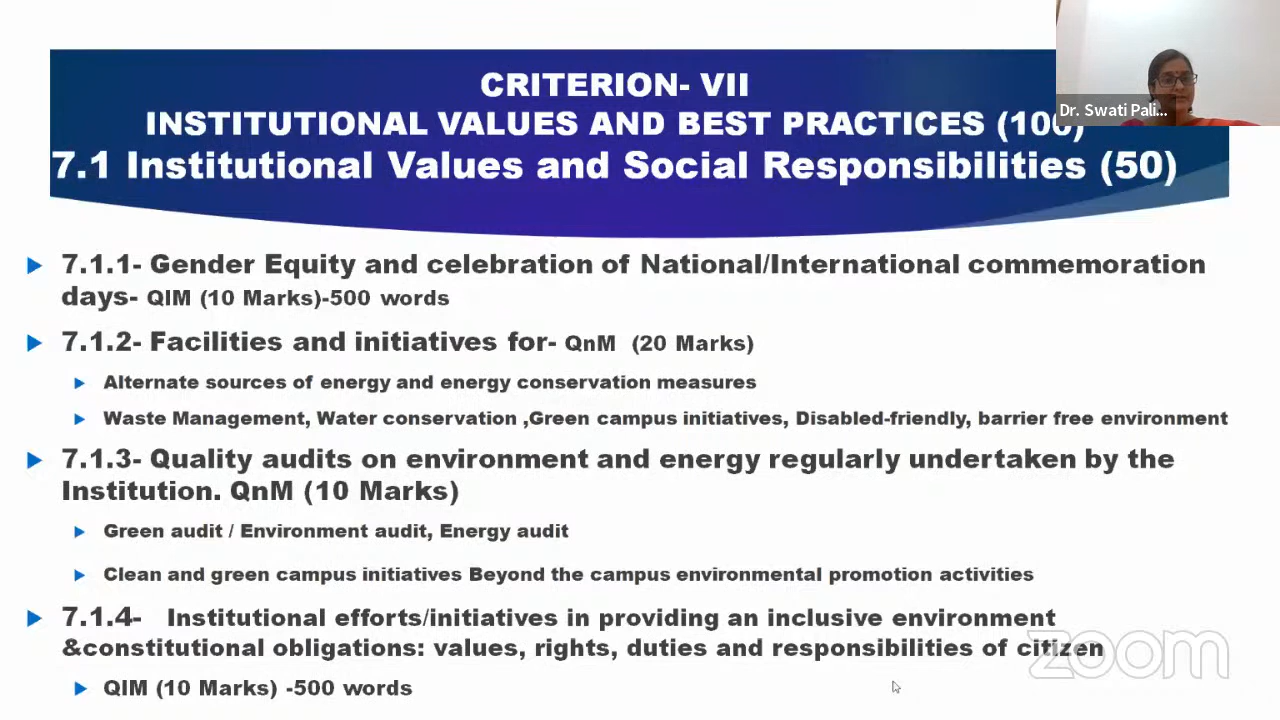 CRITERION- VII
INSTITUTIONAL VALUES AND BEST PRACTICES (100)
7.1 Institutional Values and Social Responsibilities (50)
Dr. Swati Pali...
7.1.1- Gender Equity and celebration of National/International commemoration
days- QIM (10 Marks)-500 words
7.1.2- Facilities and initiatives for- QnM (20 Marks)
Alternate sources of energy and energy conservation measures
Waste Management, Water conservation ,Green campus initiatives, Disabled-friendly, barrier free environment
7.1.3- Quality audits on environment and energy regularly undertaken by the
Institution. QnM (10 Marks)
Green audit / Environment audit, Energy audit
Clean and green campus initiatives Beyond the campus environmental promotion activities
7.1.4- Institutional efforts/initiatives in providing an inclusive environment
&constitutional obligations: values, rights, duties and responsibilities of citizen
QIM (10 Marks) -500 words
zoom